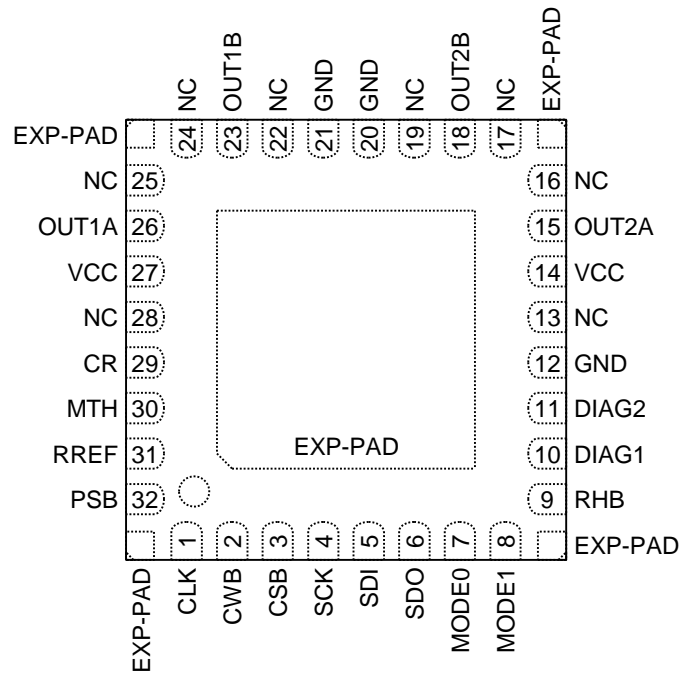 NC OUT1B NC GND GND NC OUT2B NC EXP-PAD
EXP-PAD 24 23 22 21 20 19 18 17
NC 25 16 NC
OUT1A 26 15 OUT2A
VCC 27 14 VCC
NC 28 13 NC
CR 29 12 GND
MTH 30 11 DIAG2
RREF 31 EXP-PAD 10 DIAG1
PSB 32 9 RHB
1 2 3 4 5 6 7 8 EXP-PAD
EXP-PAD CLK CWB CSB SCK SDI SDO MODE0 MODE1